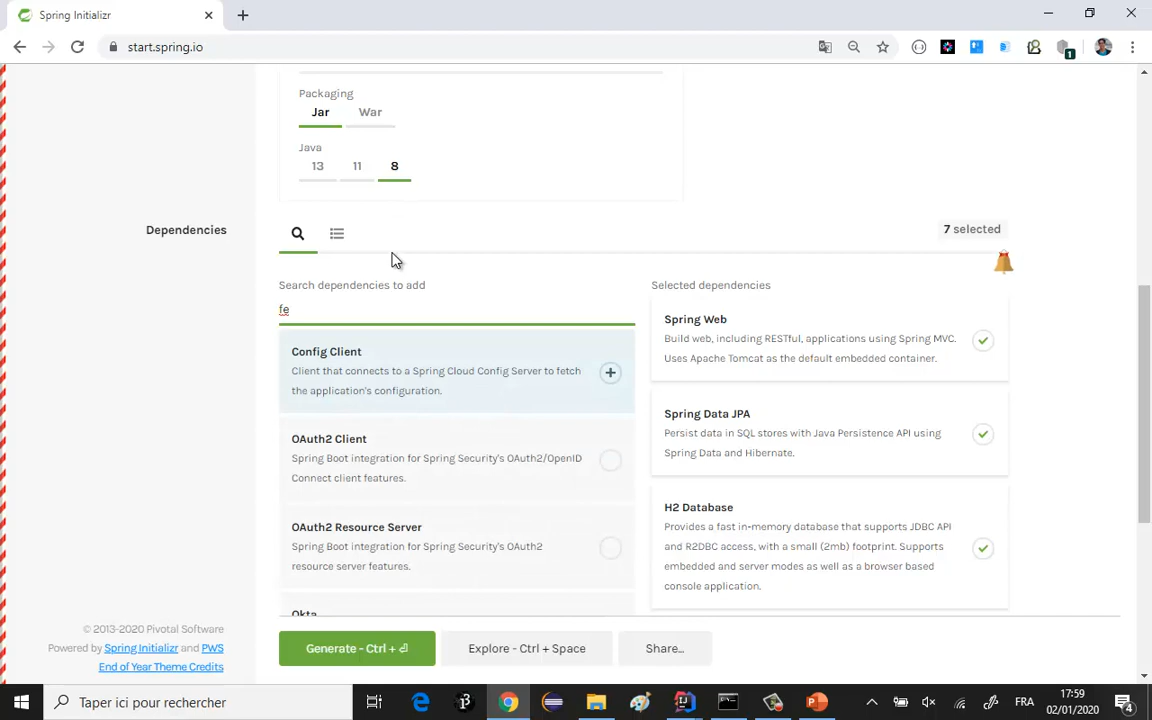 Spring Initializr
start.spring.io
1
Packaging
Jar War
Java
13 11 8
Dependencies
7 selected
Search dependencies to add
fe
Config Client
Client that connects to a Spring Cloud Config Server to fetch
the application's configuration.
OAuth2 Client
Spring Boot integration for Spring Security's OAuth2/OpenID
Connect client features.
OAuth2 Resource Server
Spring Boot integration for Spring Security's OAuth2
resource server features.
Okta
Selected dependencies
Spring Web
Build web, including RESTful, applications using Spring MVC.
Uses Apache Tomcat as the default embedded container.
Spring Data JPA
Persist data in SQL stores with Java Persistence API using
Spring Data and Hibernate.
H2 Database
Provides a fast in-memory database that supports JDBC API
and R2DBC access, with a small (2mb) footprint. Supports
embedded and server modes as well as a browser based
console application.
© 2013-2020 Pivotal Software
Powered by Spring Initializr and PWS
End of Year Theme Credits
Generate - Ctrl + ⏎
Explore - Ctrl + Space
Share...
Taper ici pour rechercher
FRA
17:59
02/01/2020
4